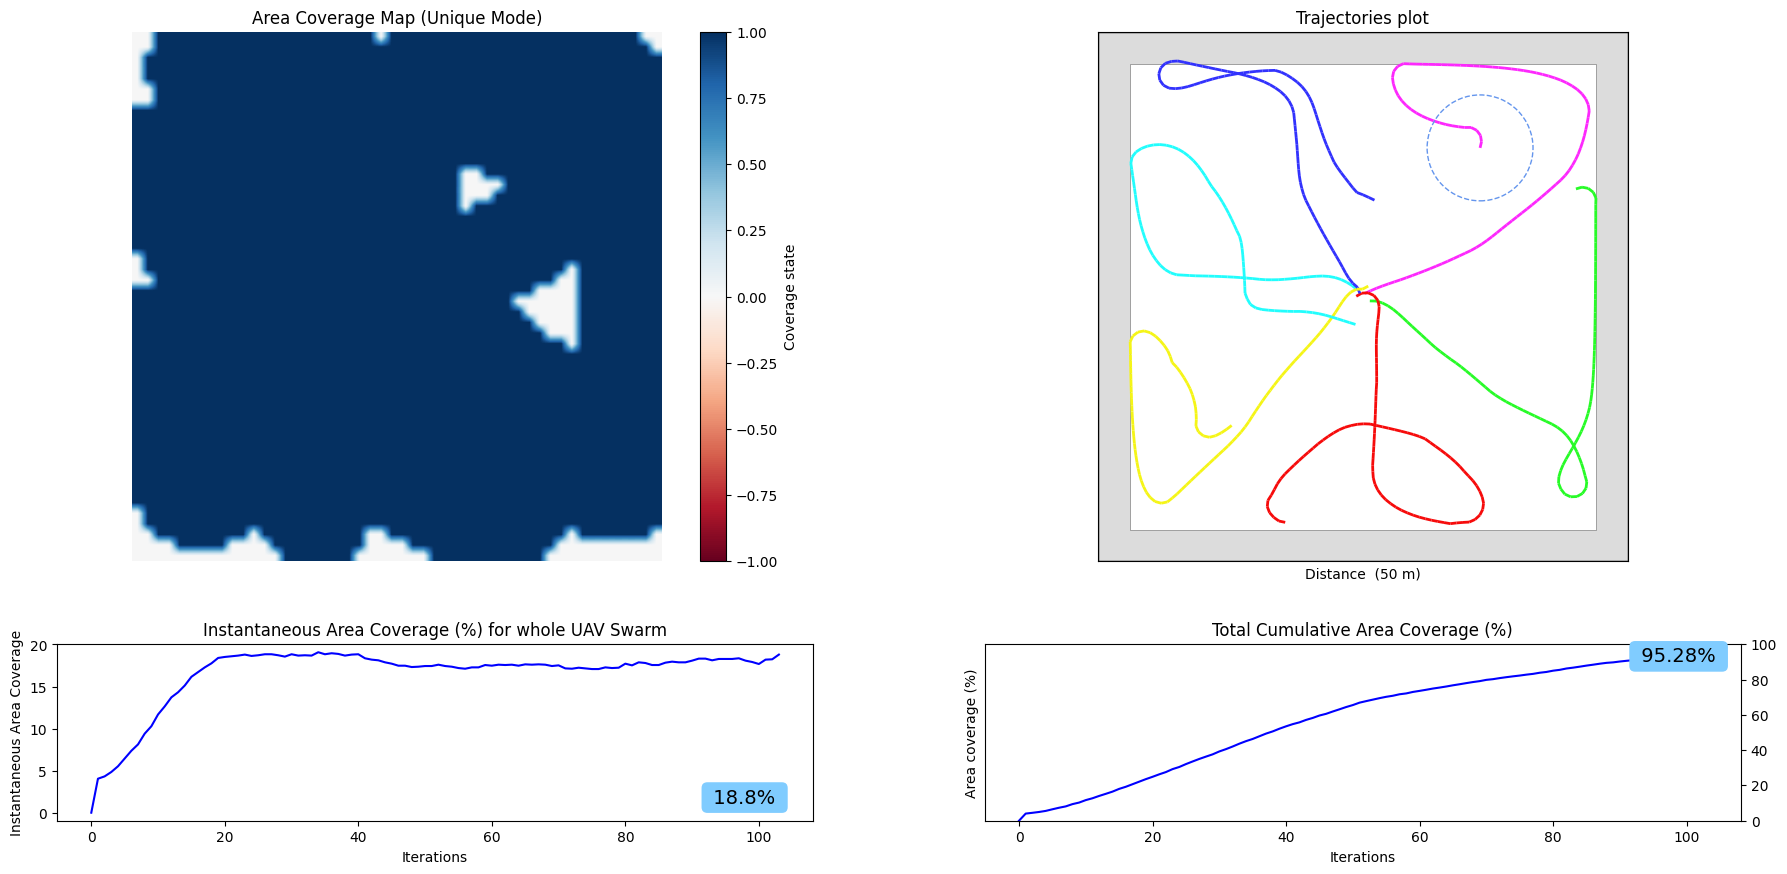 Area Coverage Map (Unique Mode)
1.00
0.75
0.50
0.25
0.00
−0.25
−0.50
−0.75
−1.00
Coverage state
Trajectories plot
Distance  (50 m)
Instantaneous Area Coverage (%) for whole UAV Swarm
Instantaneous Area Coverage
20
15
10
5
0
18.8%
0 20 40 60 80 100
Iterations
Total Cumulative Area Coverage (%)
Area coverage (%)
95.28%
100
80
60
40
20
0
0 20 40 60 80 100
Iterations